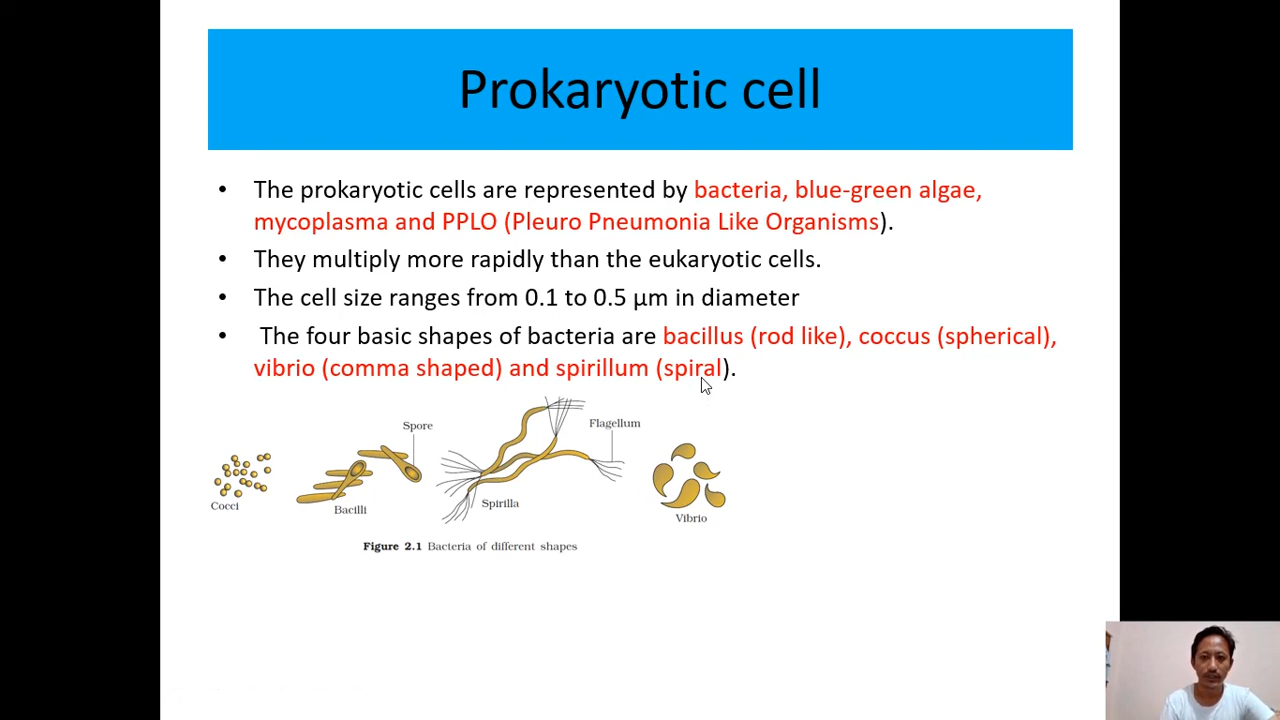 Prokaryotic cell
• The prokaryotic cells are represented by bacteria, blue-green algae,
mycoplasma and PPLO (Pleuro Pneumonia Like Organisms).
• They multiply more rapidly than the eukaryotic cells.
• The cell size ranges from 0.1 to 0.5 μm in diameter
• The four basic shapes of bacteria are bacillus (rod like), coccus (spherical),
vibrio (comma shaped) and spirillum (spiral).
Spore
Flagellum
Cocci
Bacilli
Spirilla
Vibrio
Figure 2.1 Bacteria of different shapes